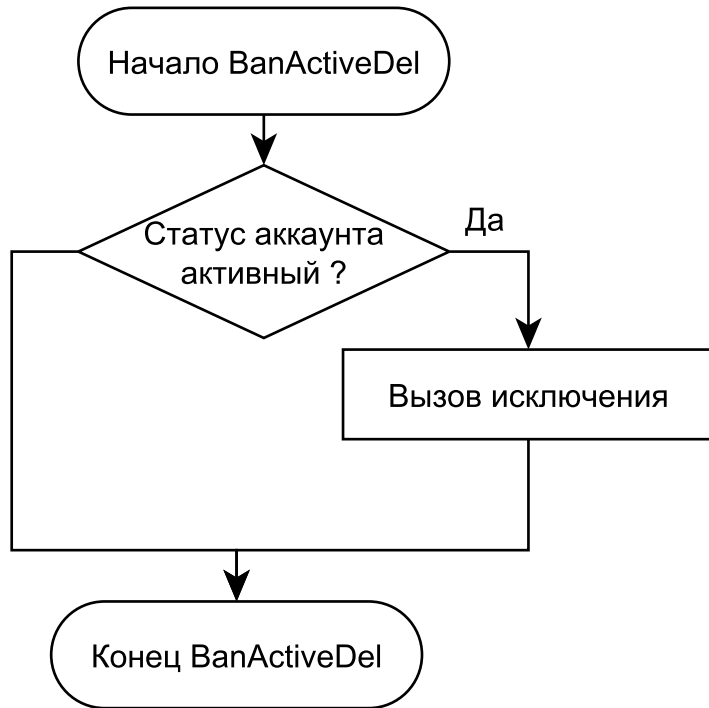 Начало BanActiveDel
Статус аккаунта
активный ?
Да
Вызов исключения
Конец BanActiveDel